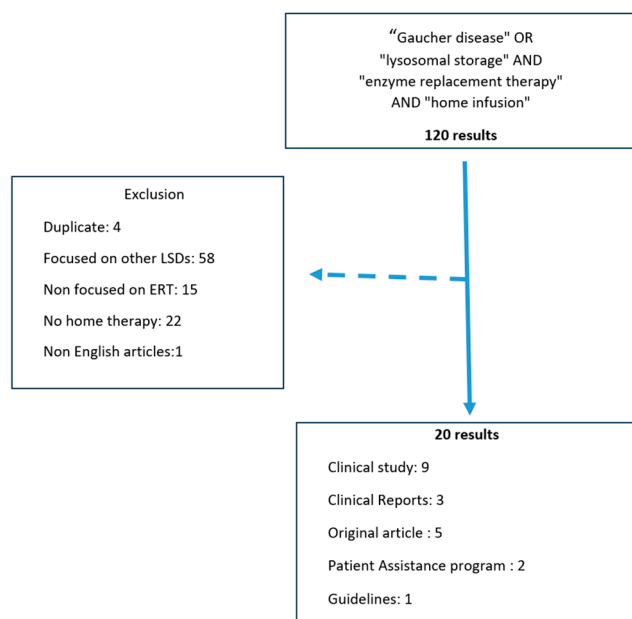 “Gaucher disease" OR
"lysosomal storage" AND
"enzyme replacement therapy"
AND "home infusion"
120 results
Exclusion
Duplicate: 4
Focused on other LSDs: 58
Non focused on ERT: 15
No home therapy: 22
Non English articles:1
20 results
Clinical study: 9
Clinical Reports: 3
Original article : 5
Patient Assistance program : 2
Guidelines: 1